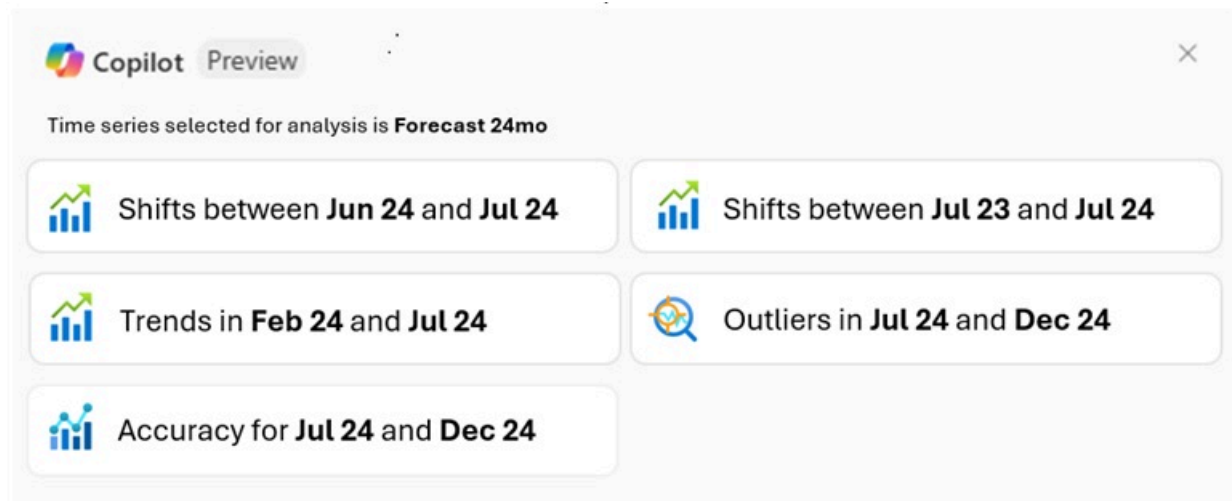 Copilot Preview
Time series selected for analysis is Forecast 24mo
Shifts between Jun 24 and Jul 24
Shifts between Jul 23 and Jul 24
Trends in Feb 24 and Jul 24
Outliers in Jul 24 and Dec 24
Accuracy for Jul 24 and Dec 24